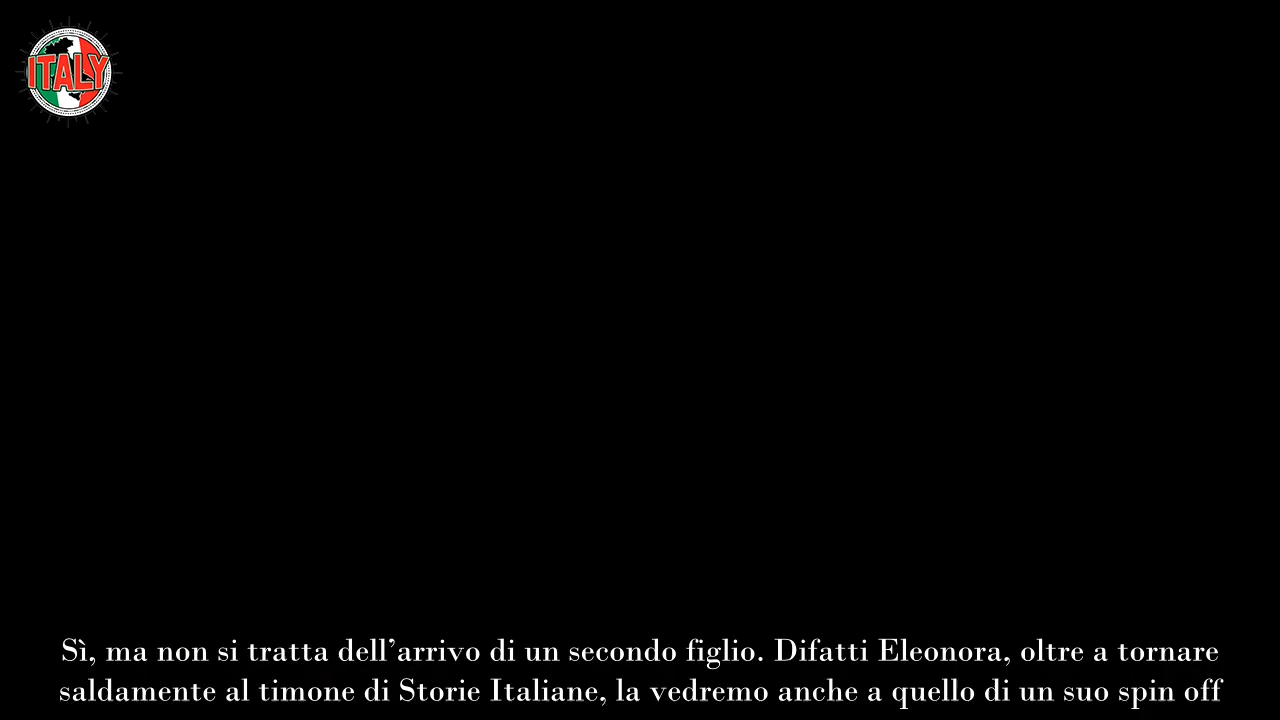 ITALY
Sì, ma non si tratta dell’arrivo di un secondo figlio. Difatti Eleonora, oltre a tornare
saldamente al timone di Storie Italiane, la vedremo anche a quello di un suo spin off